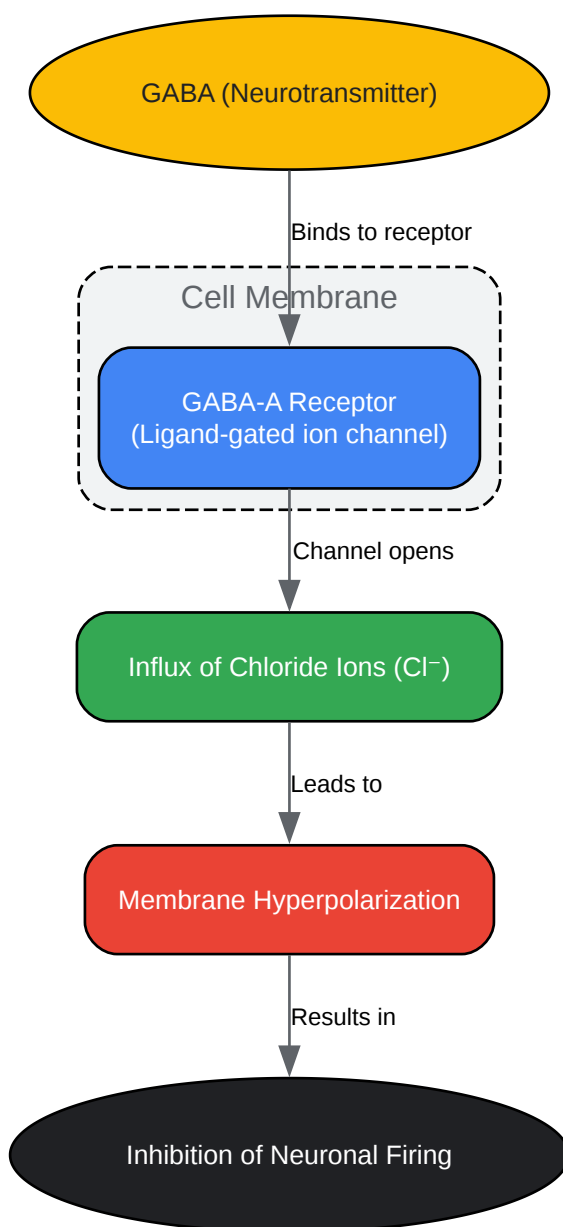 GABA (Neurotransmitter)
Binds to receptor
Cell Membrane
GABA-A Receptor
(Ligand-gated ion channel)
Channel opens
Influx of Chloride Ions (Cl⁻)
Leads to
Membrane Hyperpolarization
Results in
Inhibition of Neuronal Firing